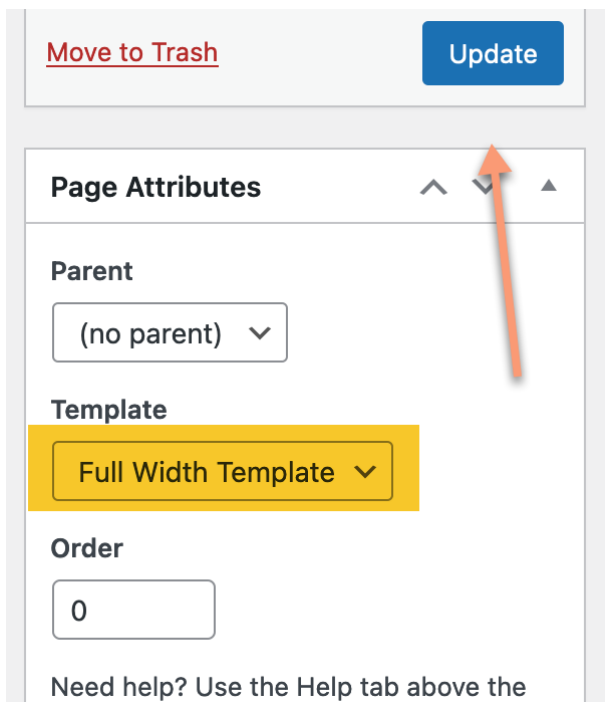 Move to Trash Update
Page Attributes
Parent
(no parent)
Template
Full Width Template
Order
0
Need help? Use the Help tab above the